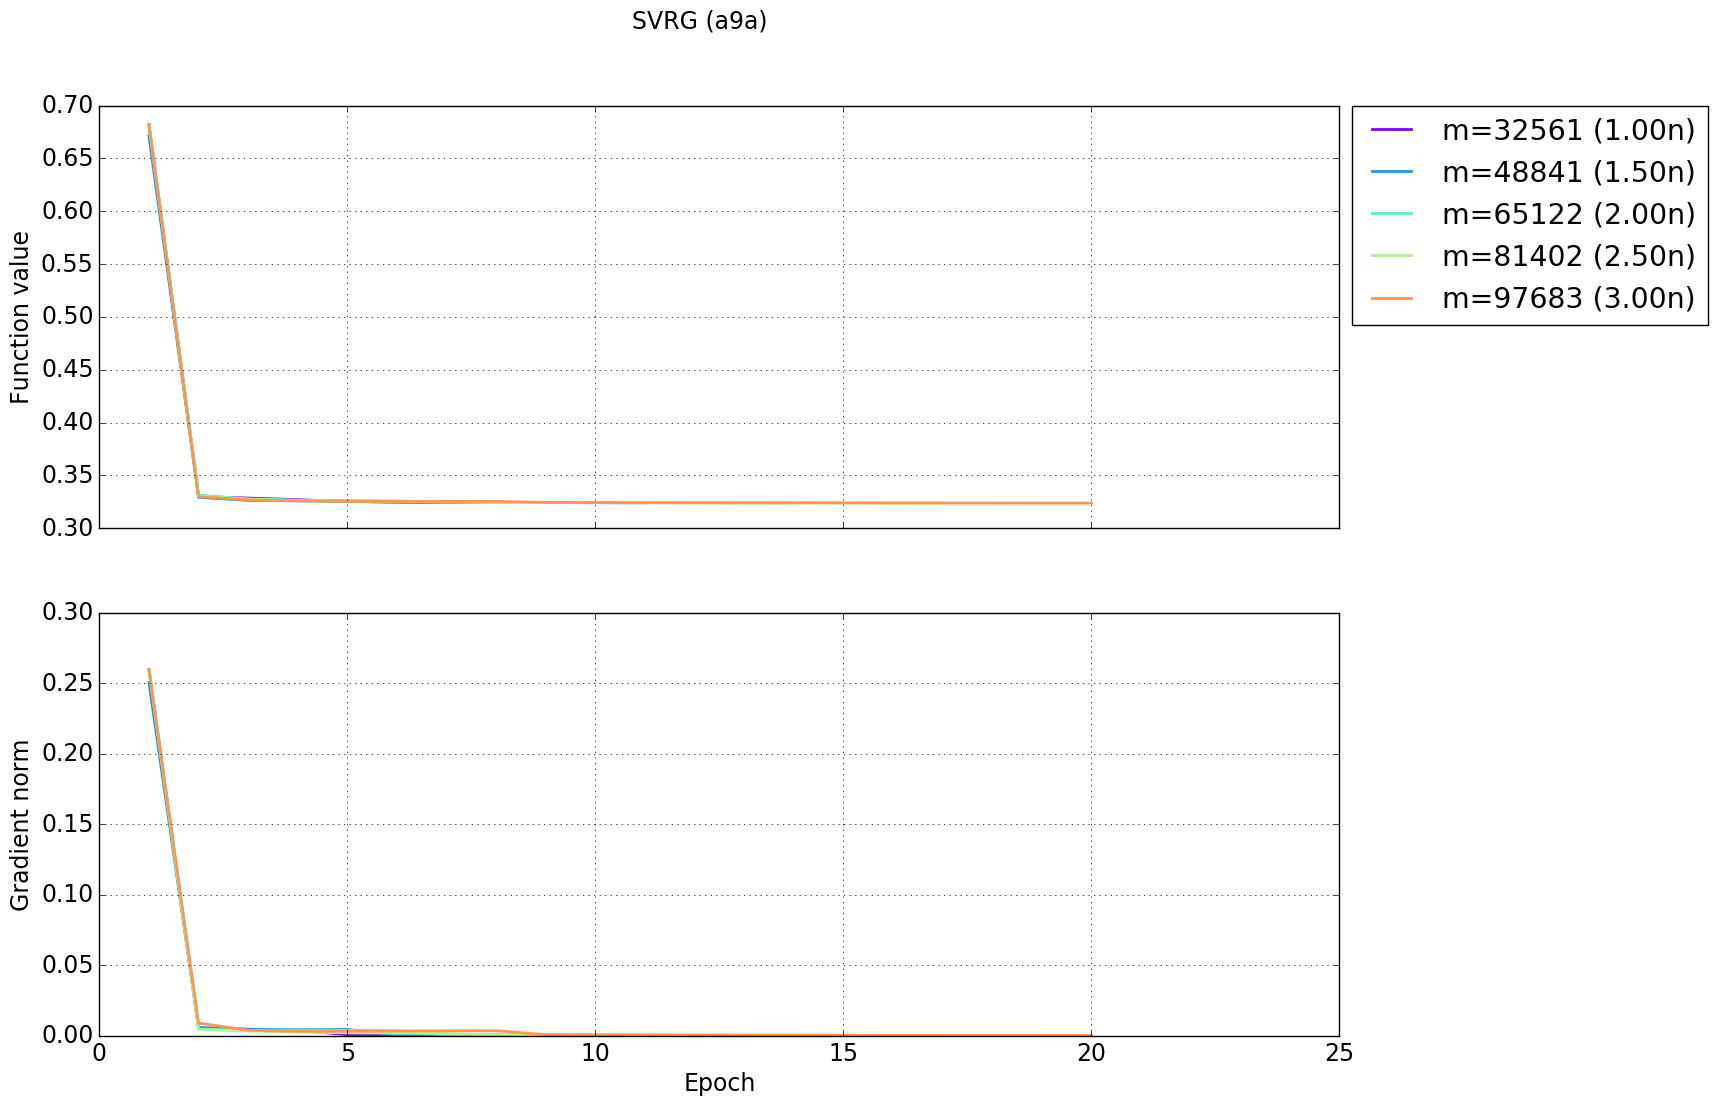 SVRG (a9a)
0.70
0.65
0.60
0.55
0.50
0.45
0.40
0.35
0.30
Function value
m=32561 (1.00n)
m=48841 (1.50n)
m=65122 (2.00n)
m=81402 (2.50n)
m=97683 (3.00n)
0.30
0.25
0.20
0.15
0.10
0.05
0.00
Gradient norm
0 5 10 15 20 25
Epoch